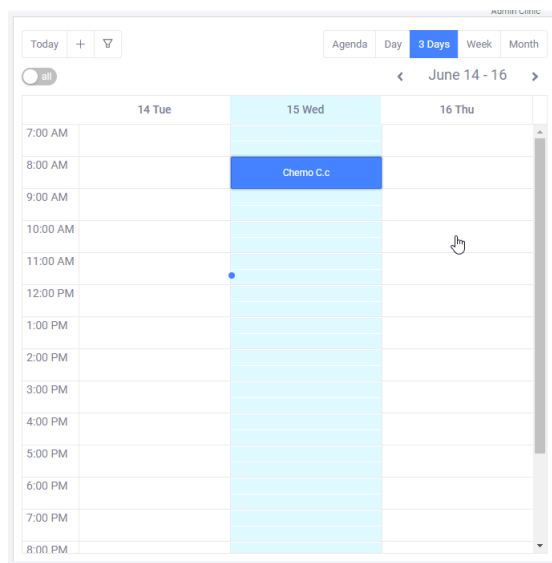 Admin Clinic
Today + Agenda Day 3 Days Week Month
all June 14 - 16
14 Tue 15 Wed 16 Thu
7:00 AM
8:00 AM Chemo C.c
9:00 AM
10:00 AM
11:00 AM
12:00 PM
1:00 PM
2:00 PM
3:00 PM
4:00 PM
5:00 PM
6:00 PM
7:00 PM
8:00 PM